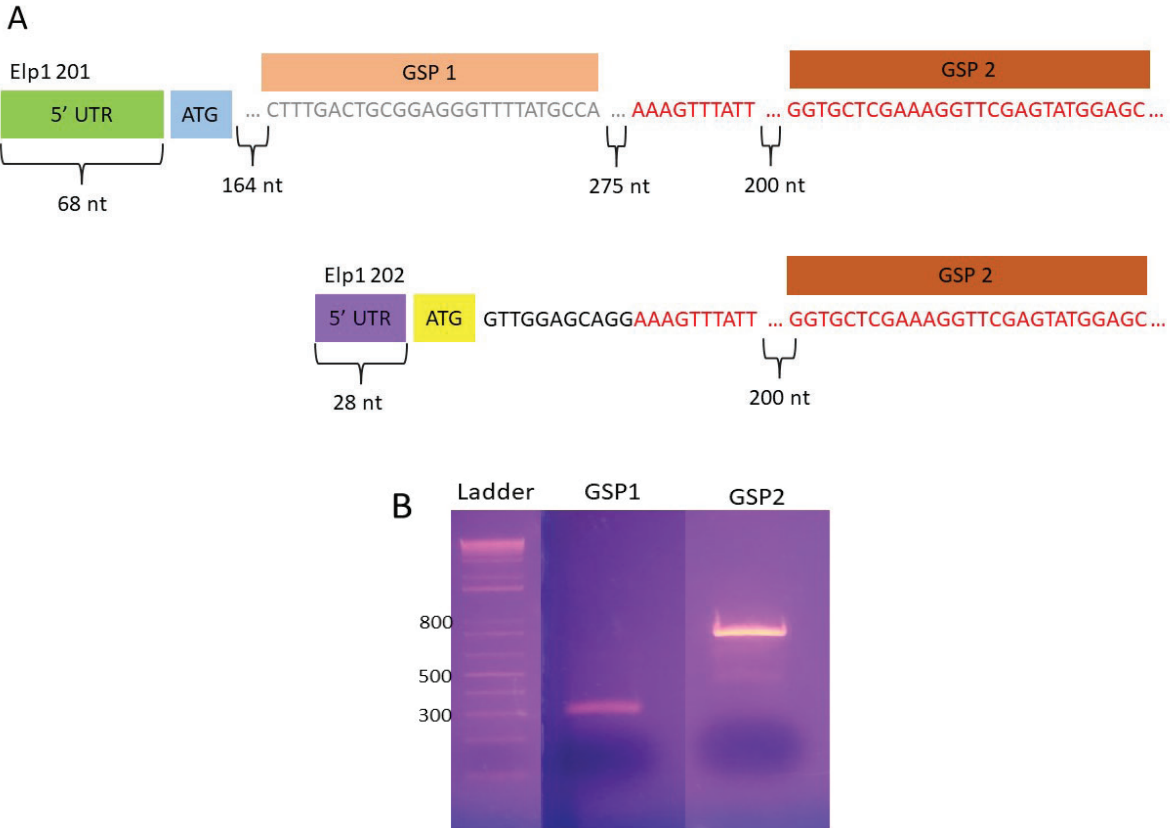 A
Elp1 201
GSP 1
GSP 2
5' UTR ATG ... CTTTGACTGCGGAGGGTTTTATGCCA ... AAAGTTTATT ... GGTGCTCGAAAGGTTCGAGTATGGAGC ...
164 nt 275 nt 200 nt
68 nt
Elp1 202
GSP 2
5' UTR ATG GTTGGAGCAGGAAAGTTTATT ... GGTGCTCGAAAGGTTCGAGTATGGAGC ...
28 nt 200 nt
B
Ladder GSP1 GSP2
800
500
300